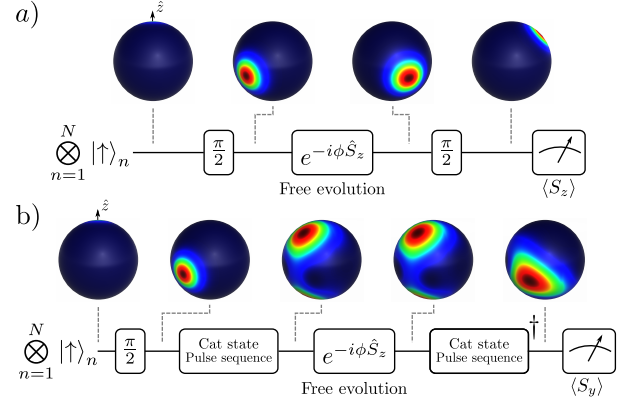 a)
ẑ
N
⨂ |↑⟩ₙ π/2 e^{-iϕŜ_z} π/2
n=1
Free evolution ⟨S_z⟩
b)
ẑ
N
⨂ |↑⟩ₙ π/2 Cat state Pulse sequence e^{-iϕŜ_z} Cat state Pulse sequence †
n=1
Free evolution ⟨S_y⟩